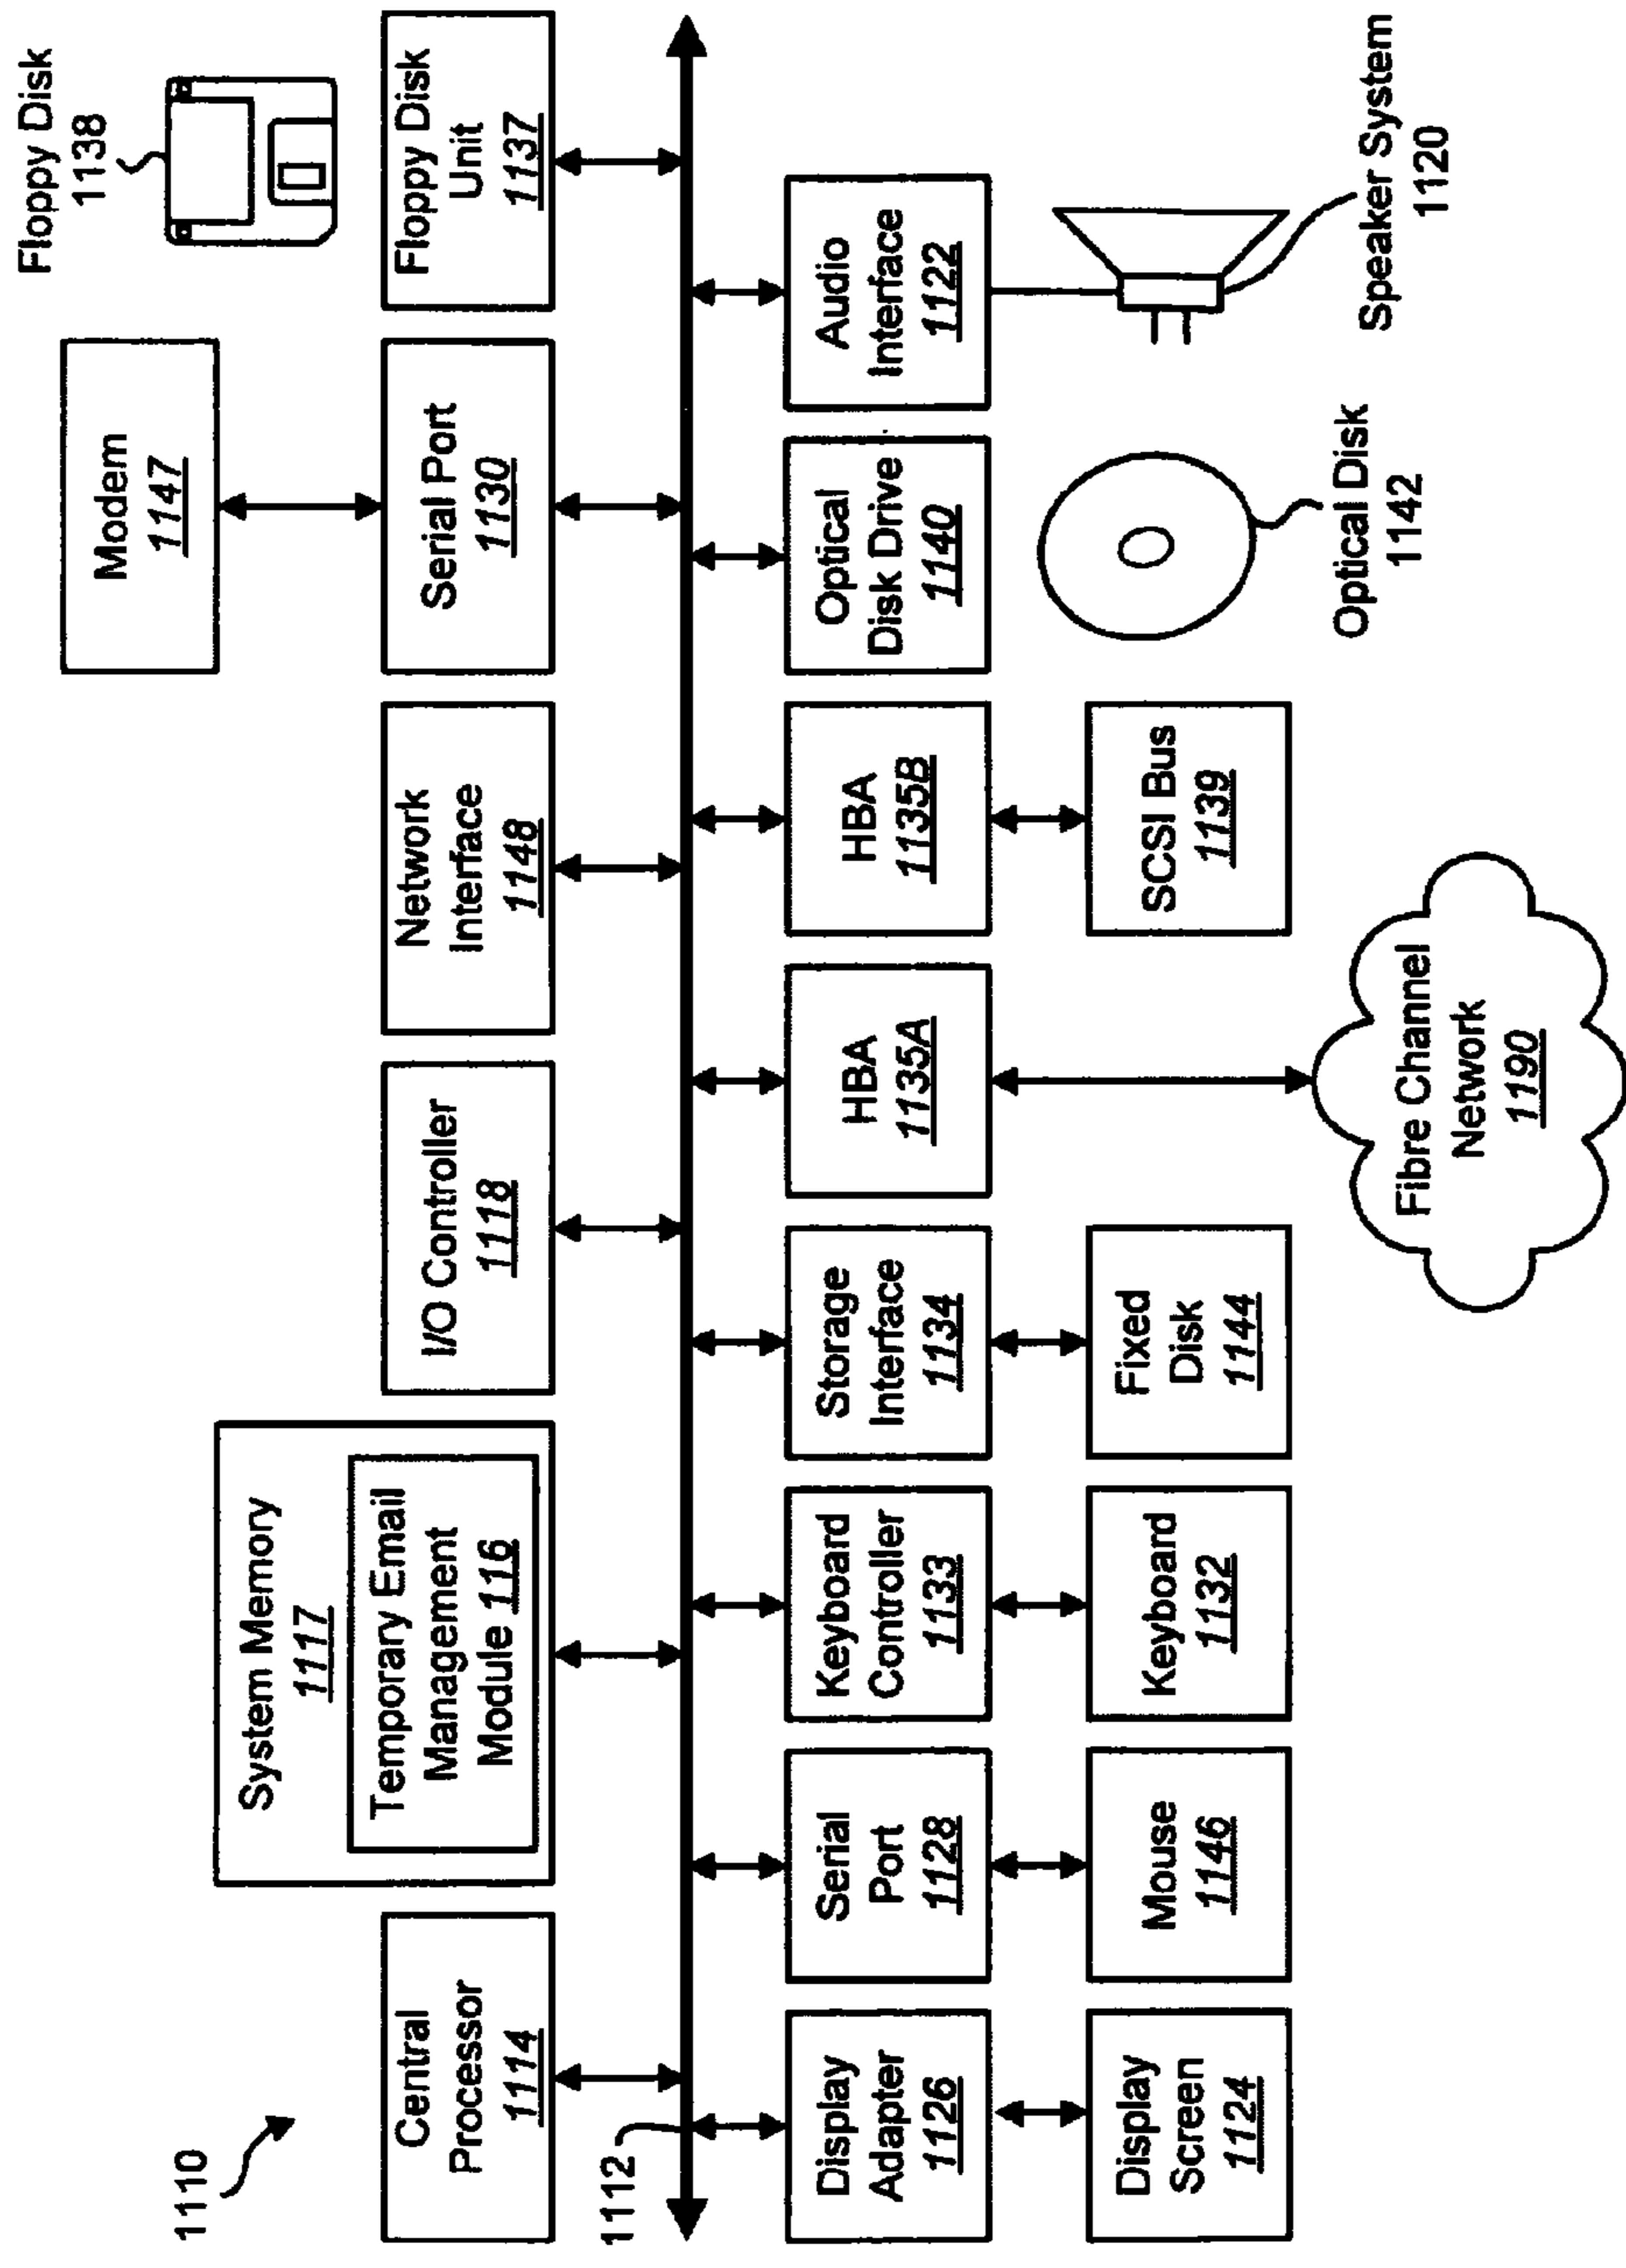 1110
Central
Processor
1114
System Memory
1117
Temporary Email
Management
Module 116
I/O Controller
1118
Network
Interface
1148
Modem
1147
Serial Port
1130
Floppy Disk
1138
Floppy Disk
Unit
1137
1112
Display
Adapter
1126
Serial
Port
1128
Keyboard
Controller
1133
Storage
Interface
1134
HBA
1135A
HBA
1135B
Optical
Disk Drive
1140
Audio
Interface
1122
Display
Screen
1124
Mouse
1146
Keyboard
1132
Fixed
Disk
1144
Fibre Channel
Network
1190
SCSI Bus
1139
Optical Disk
1142
Speaker System
1120